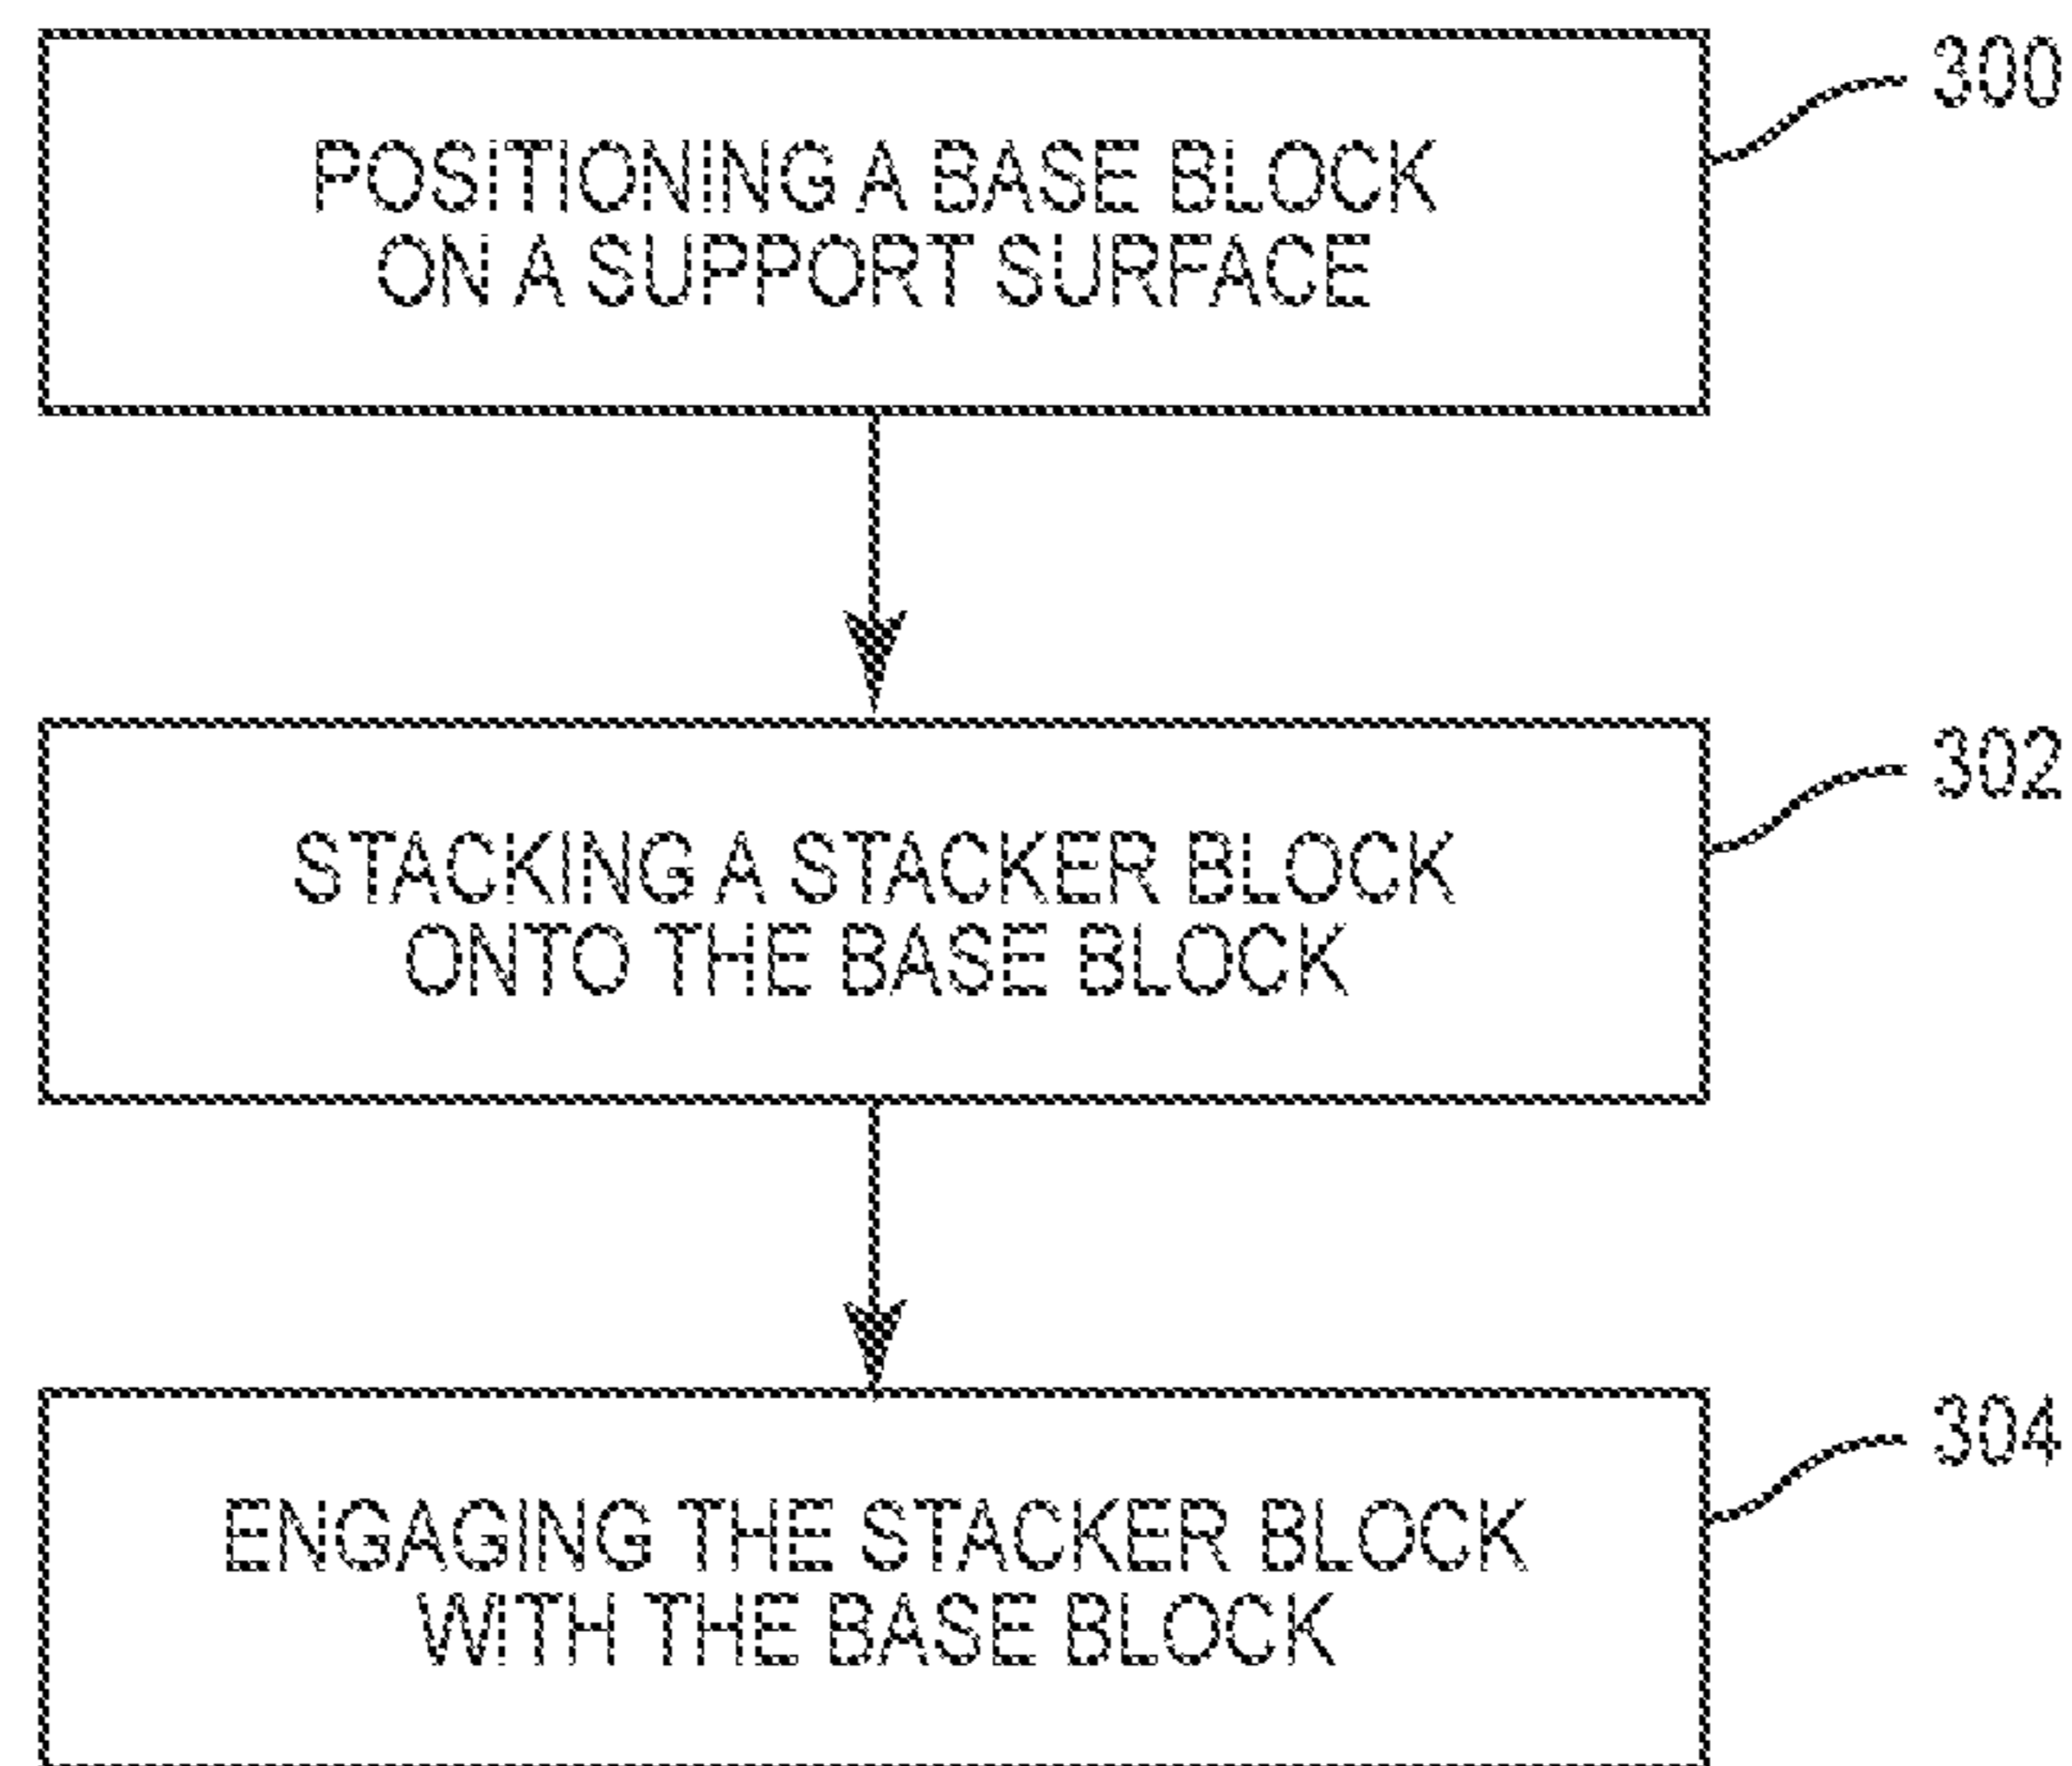 300
POSITIONING A BASE BLOCK
ON A SUPPORT SURFACE
302
STACKING A STACKER BLOCK
ONTO THE BASE BLOCK
304
ENGAGING THE STACKER BLOCK
WITH THE BASE BLOCK